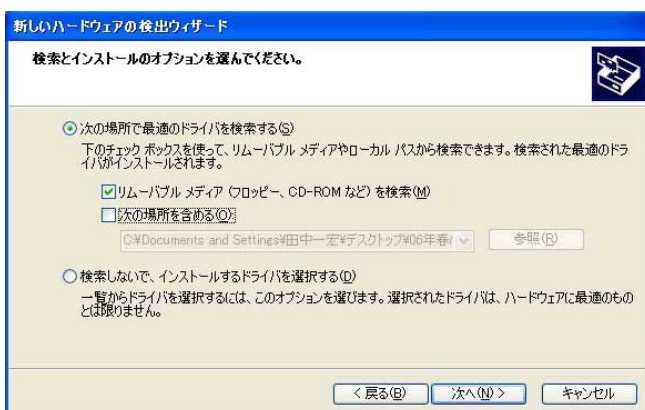 新しいハードウェアの検出ウィザード
検索とインストールのオプションを選んでください。
次の場所で最適のドライバを検索する(S)
下のチェック ボックスを使って、リムーバブル メディアやローカル パスから検索できます。検索された最適のドラ
イバがインストールされます。
リムーバブル メディア (フロッピー、CD-ROM など) を検索(M)
次の場所を含める(O):
C:¥Documents and Settings¥田中一宏¥デスクトップ¥06年春
参照(R)
検索しないで、インストールするドライバを選択する(D)
一覧からドライバを選択するには、このオプションを選びます。選択されたドライバは、ハードウェアに最適のもの
とは限りません。
< 戻る(B) 次へ(N) > キャンセル